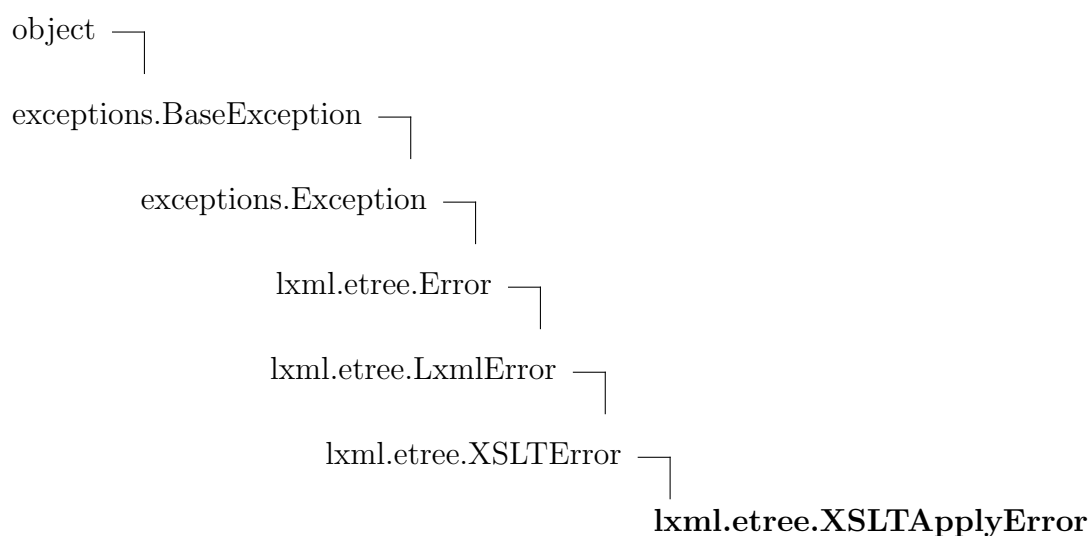 object
exceptions.BaseException
exceptions.Exception
lxml.etree.Error
lxml.etree.LxmlError
lxml.etree.XSLTError
lxml.etree.XSLTApplyError